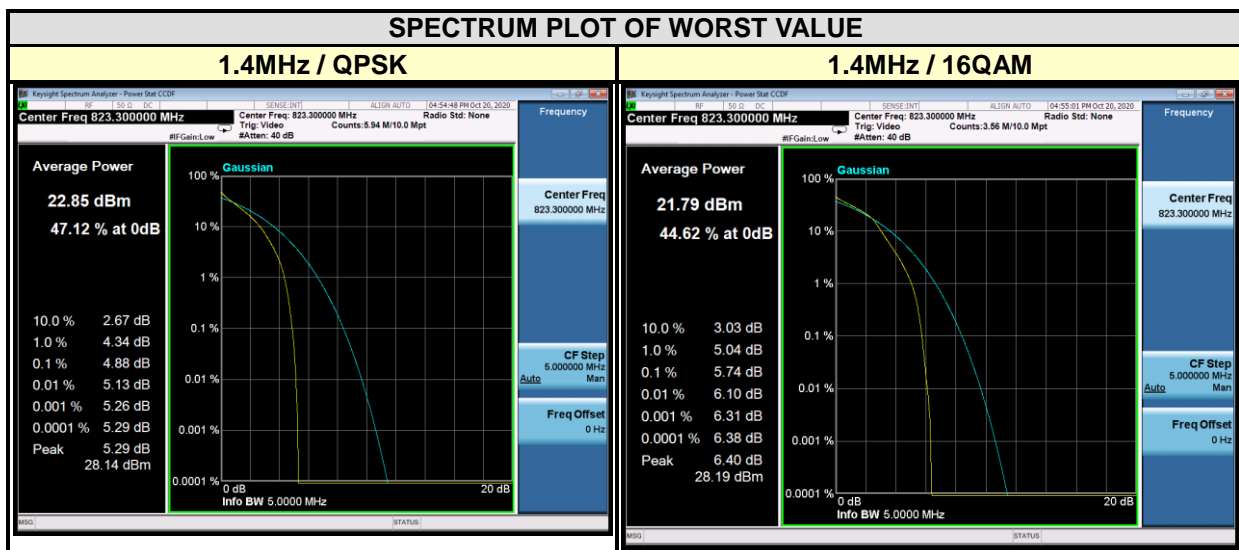 SPECTRUM PLOT OF WORST VALUE
1.4MHz / QPSK
1.4MHz / 16QAM
Keysight Spectrum Analyzer - Power Stat CCDF
RF 50 Ω DC SENSE:INT ALIGN AUTO 04:54:48 PM Oct 20, 2020
Center Freq 823.300000 MHz
Center Freq: 823.300000 MHz Radio Std: None
Trig: Video Counts:5.94 M/10.0 Mpt
#IFGain:Low #Atten: 40 dB
Average Power
22.85 dBm
47.12 % at 0dB
10.0 % 2.67 dB
1.0 % 4.34 dB
0.1 % 4.88 dB
0.01 % 5.13 dB
0.001 % 5.26 dB
0.0001 % 5.29 dB
Peak 5.29 dB
28.14 dBm
Gaussian
100 %
10 %
1 %
0.1 %
0.01 %
0.001 %
0.0001 %
0 dB 20 dB
Info BW 5.0000 MHz
Frequency
Center Freq
823.300000 MHz
CF Step
5.000000 MHz
Auto Man
Freq Offset
0 Hz
MSG STATUS
Keysight Spectrum Analyzer - Power Stat CCDF
RF 50 Ω DC SENSE:INT ALIGN AUTO 04:55:01 PM Oct 20, 2020
Center Freq 823.300000 MHz
Center Freq: 823.300000 MHz Radio Std: None
Trig: Video Counts:3.56 M/10.0 Mpt
#IFGain:Low #Atten: 40 dB
Average Power
21.79 dBm
44.62 % at 0dB
10.0 % 3.03 dB
1.0 % 5.04 dB
0.1 % 5.74 dB
0.01 % 6.10 dB
0.001 % 6.31 dB
0.0001 % 6.38 dB
Peak 6.40 dB
28.19 dBm
Gaussian
100 %
10 %
1 %
0.1 %
0.01 %
0.001 %
0.0001 %
0 dB 20 dB
Info BW 5.0000 MHz
Frequency
Center Freq
823.300000 MHz
CF Step
5.000000 MHz
Auto Man
Freq Offset
0 Hz
MSG STATUS